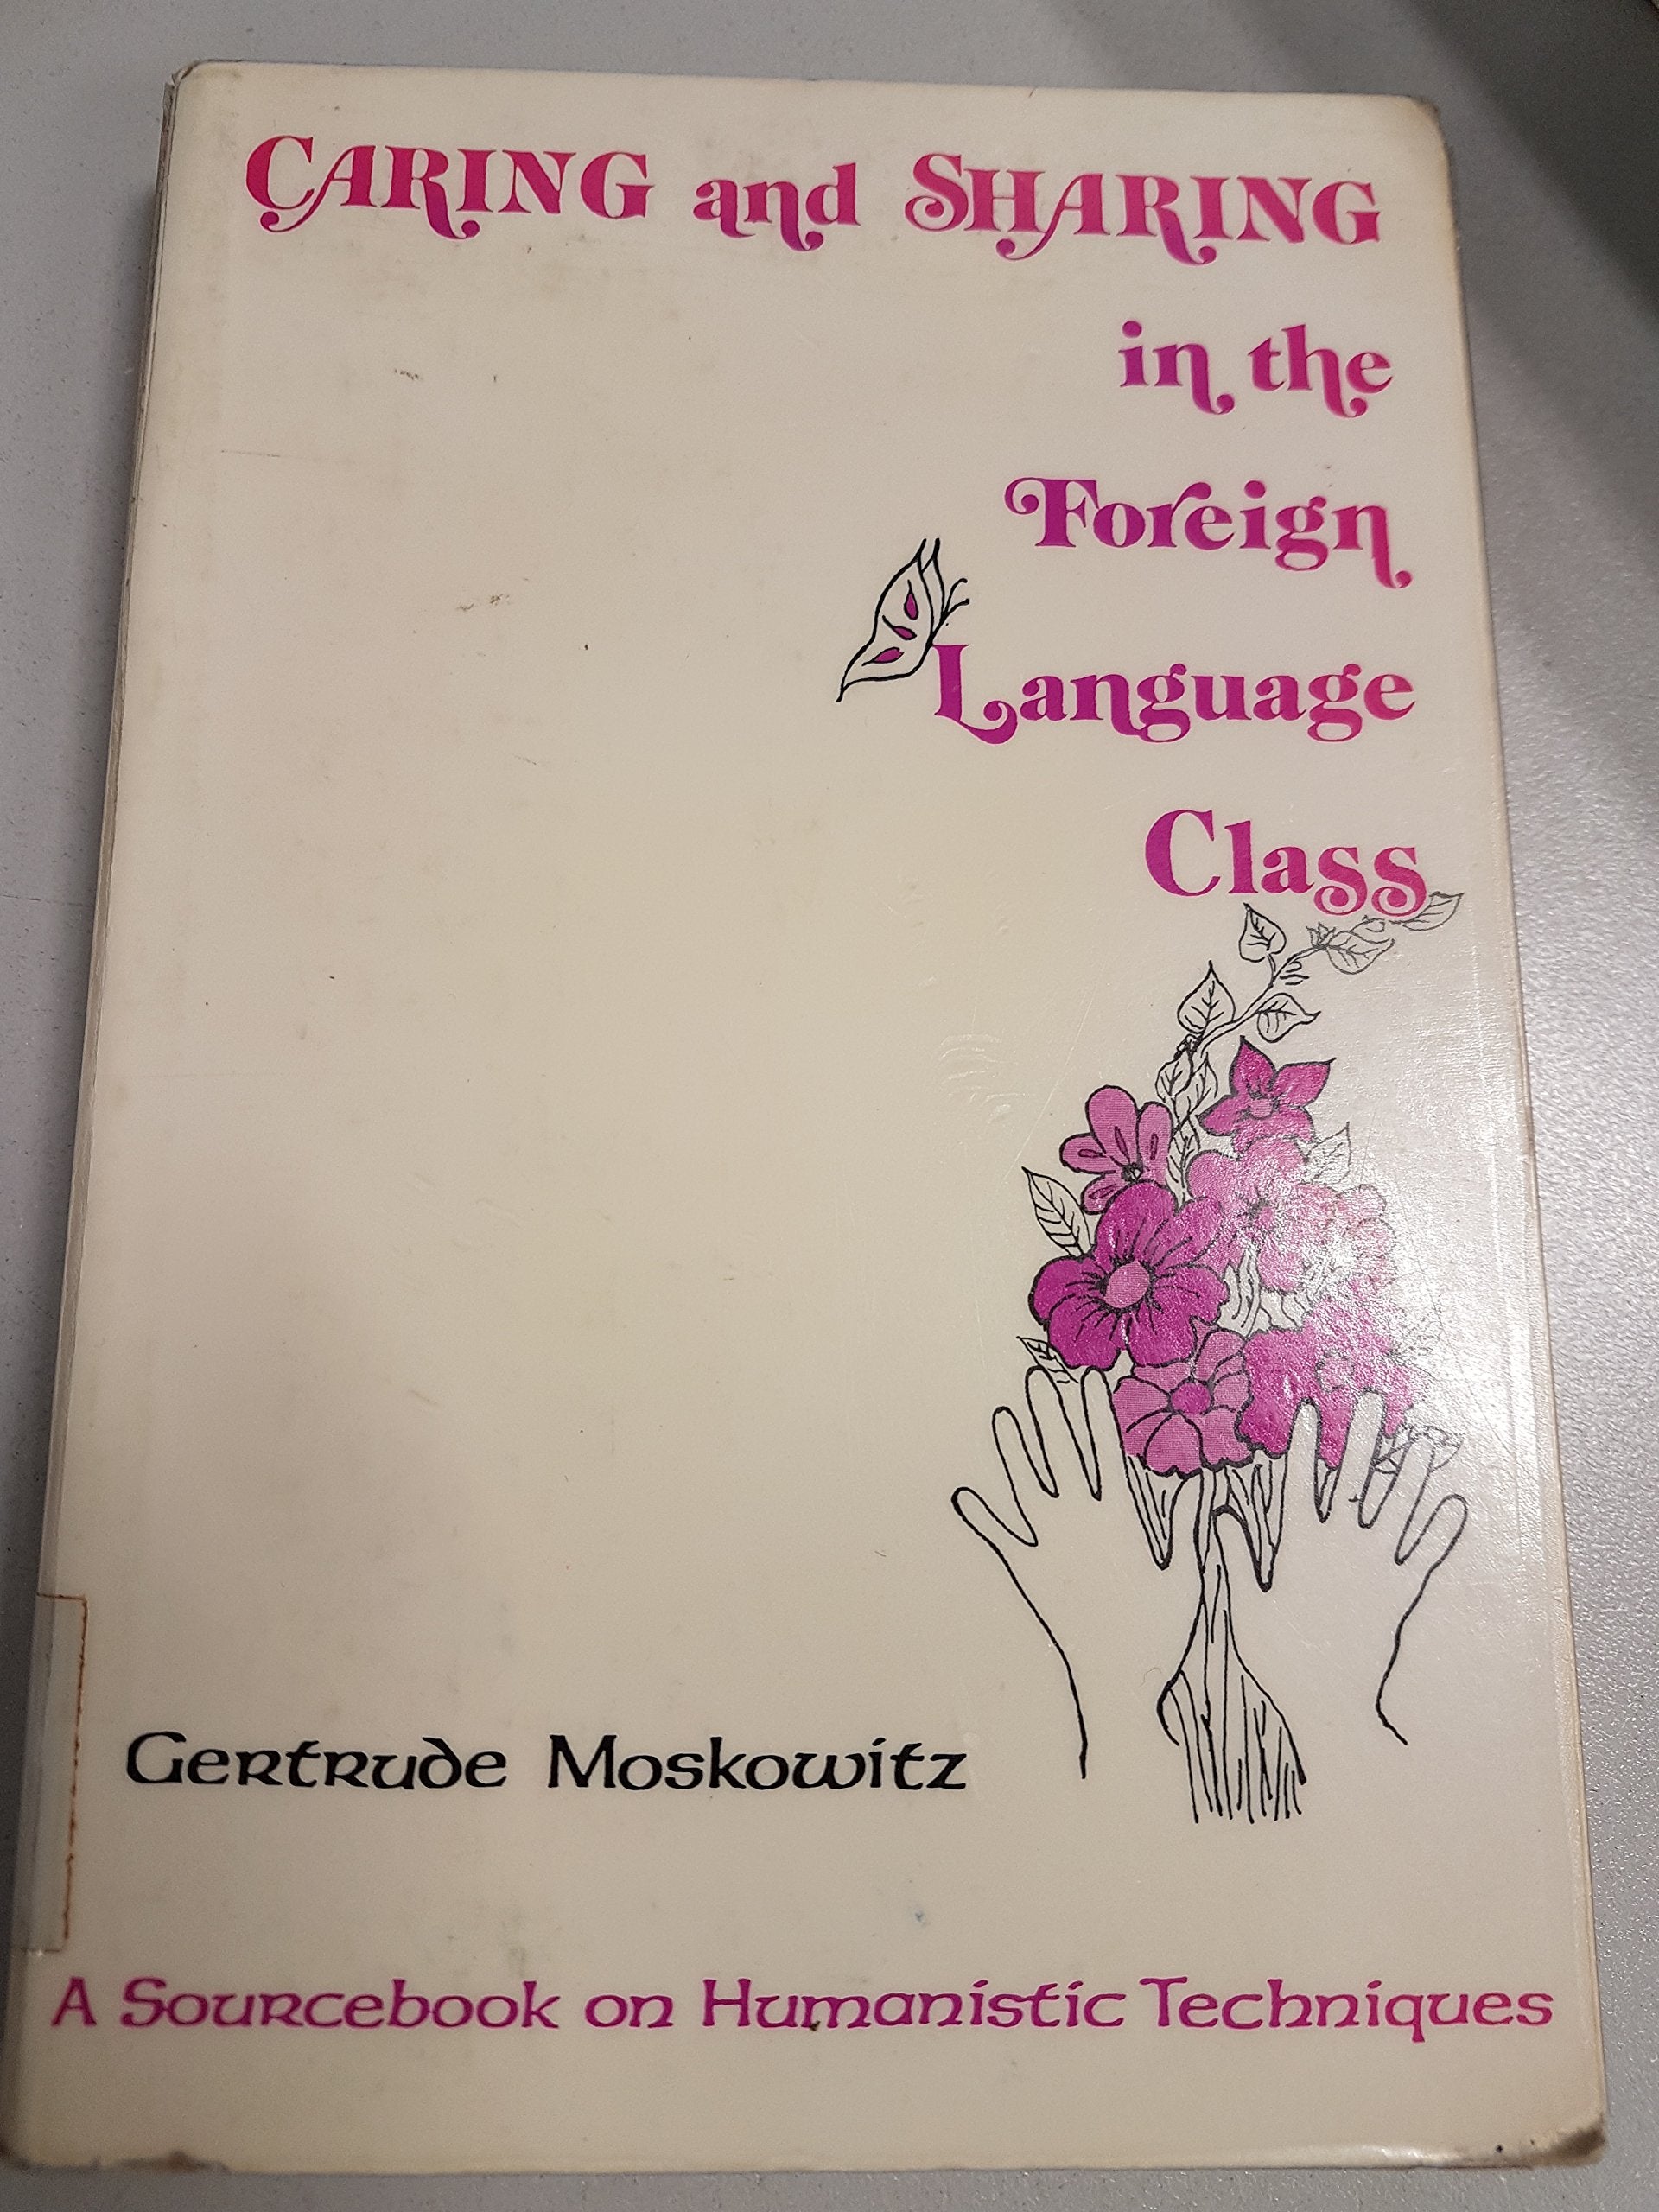 CARING and SHARING
in the
Foreign
Language
Class
Gertrude Moskowitz
A Sourcebook on Humanistic Techniques